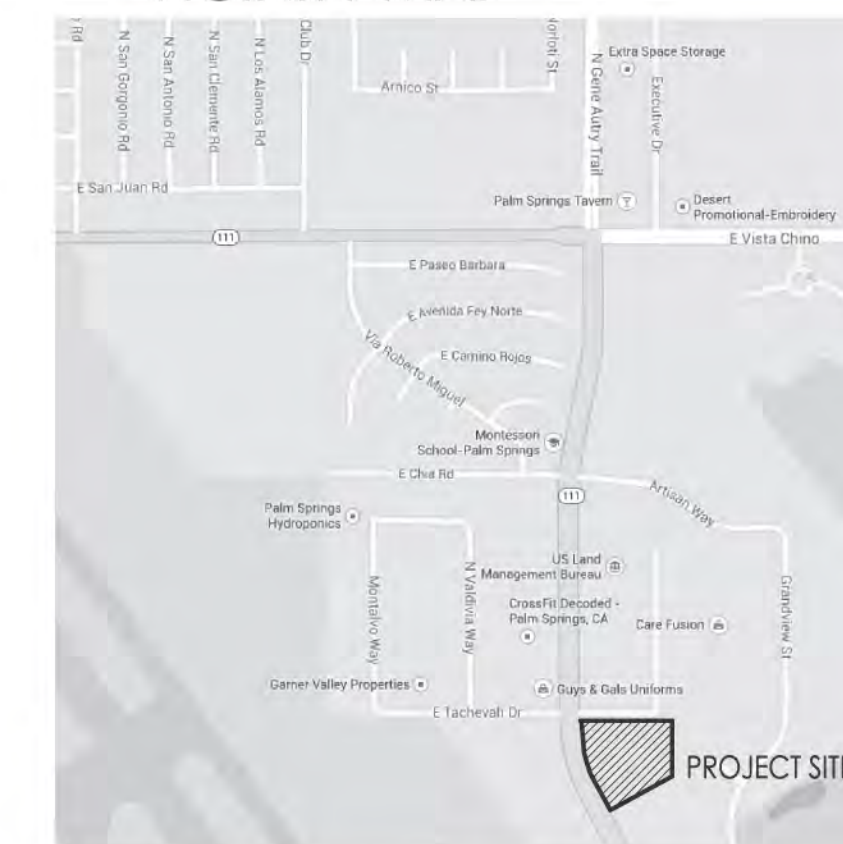 N San Gorgonio Rd
N San Antonio Rd
N San Clemente Rd
N Los Alamos Rd
Club Dr
Arnico St
N Gene Autry Trail
Extra Space Storage
Executive Dr
E San Juan Rd
Palm Springs Tavern
Desert
Promotional-Embroidery
111
E Vista Chino
E Paseo Barbara
E Avenida Fey Norte
E Camino Rojos
Via Roberto Miguel
Montessori
School-Palm Springs
E Chia Rd
111
Artisan Way
Palm Springs
Hydroponics
US Land
Management Bureau
Montalvo Way
N Valdivia Way
CrossFit Decoded -
Palm Springs, CA
Care Fusion
Grandview St
Garner Valley Properties
Guys & Gals Uniforms
E Tachevah Dr
PROJECT SITE